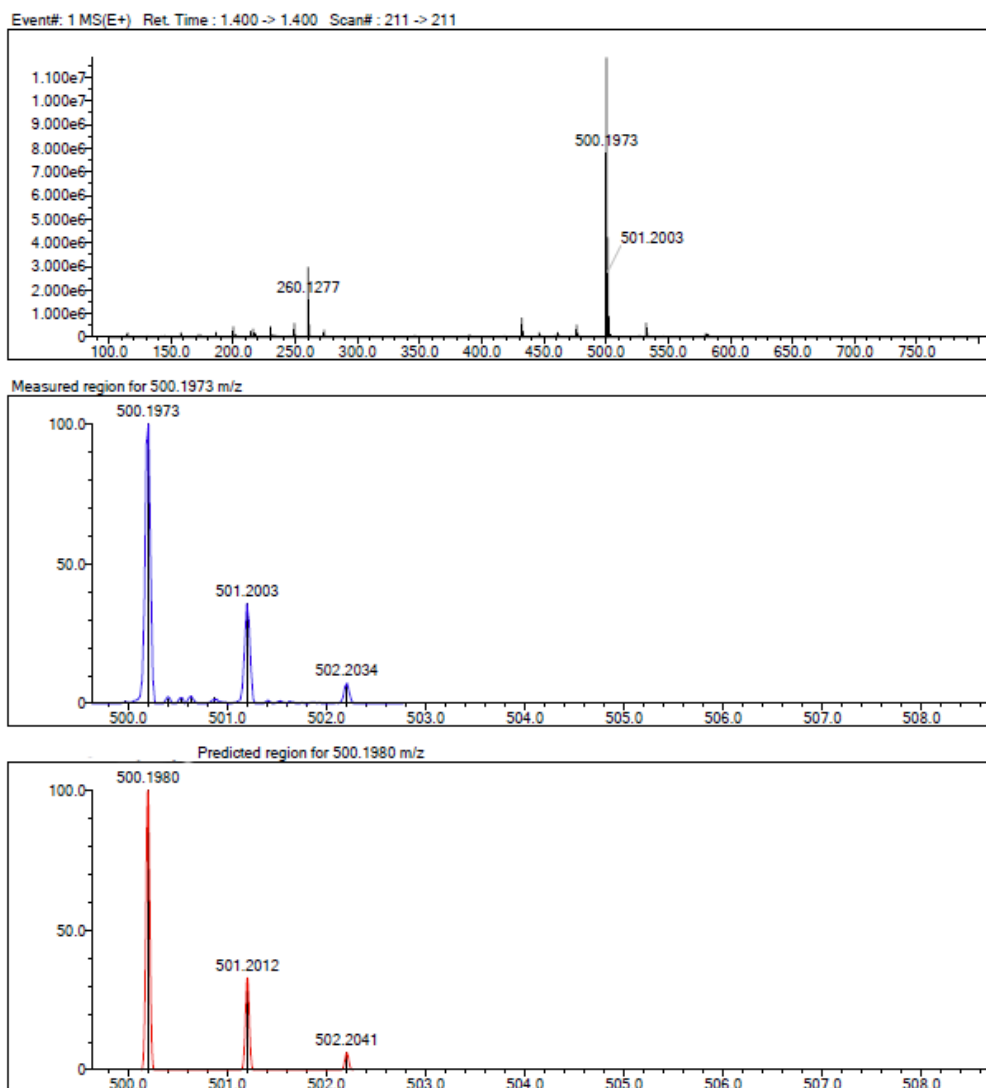 Event#: 1 MS(E+) Ret. Time : 1.400 -> 1.400 Scan# : 211 -> 211
1.100e7
1.000e7
9.000e6
8.000e6
7.000e6
6.000e6
5.000e6
4.000e6
3.000e6
2.000e6
1.000e6
0
500.1973
501.2003
260.1277
100.0 150.0 200.0 250.0 300.0 350.0 400.0 450.0 500.0 550.0 600.0 650.0 700.0 750.0
Measured region for 500.1973 m/z
100.0
50.0
0
500.1973
501.2003
502.2034
500.0 501.0 502.0 503.0 504.0 505.0 506.0 507.0 508.0
Predicted region for 500.1980 m/z
100.0
50.0
0
500.1980
501.2012
502.2041
500.0 501.0 502.0 503.0 504.0 505.0 506.0 507.0 508.0